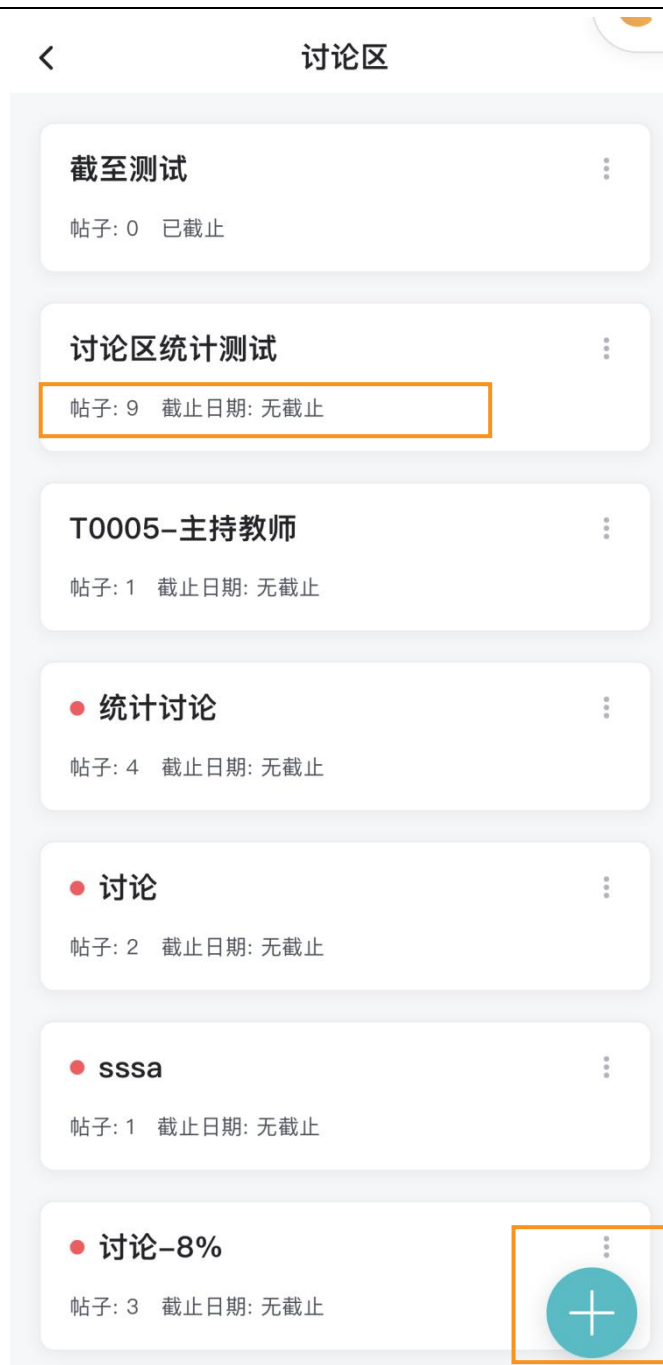 讨论区
截至测试
帖子: 0 已截止
讨论区统计测试
帖子: 9 截止日期: 无截止
T0005-主持教师
帖子: 1 截止日期: 无截止
统计讨论
帖子: 4 截止日期: 无截止
讨论
帖子: 2 截止日期: 无截止
sssa
帖子: 1 截止日期: 无截止
讨论-8%
帖子: 3 截止日期: 无截止